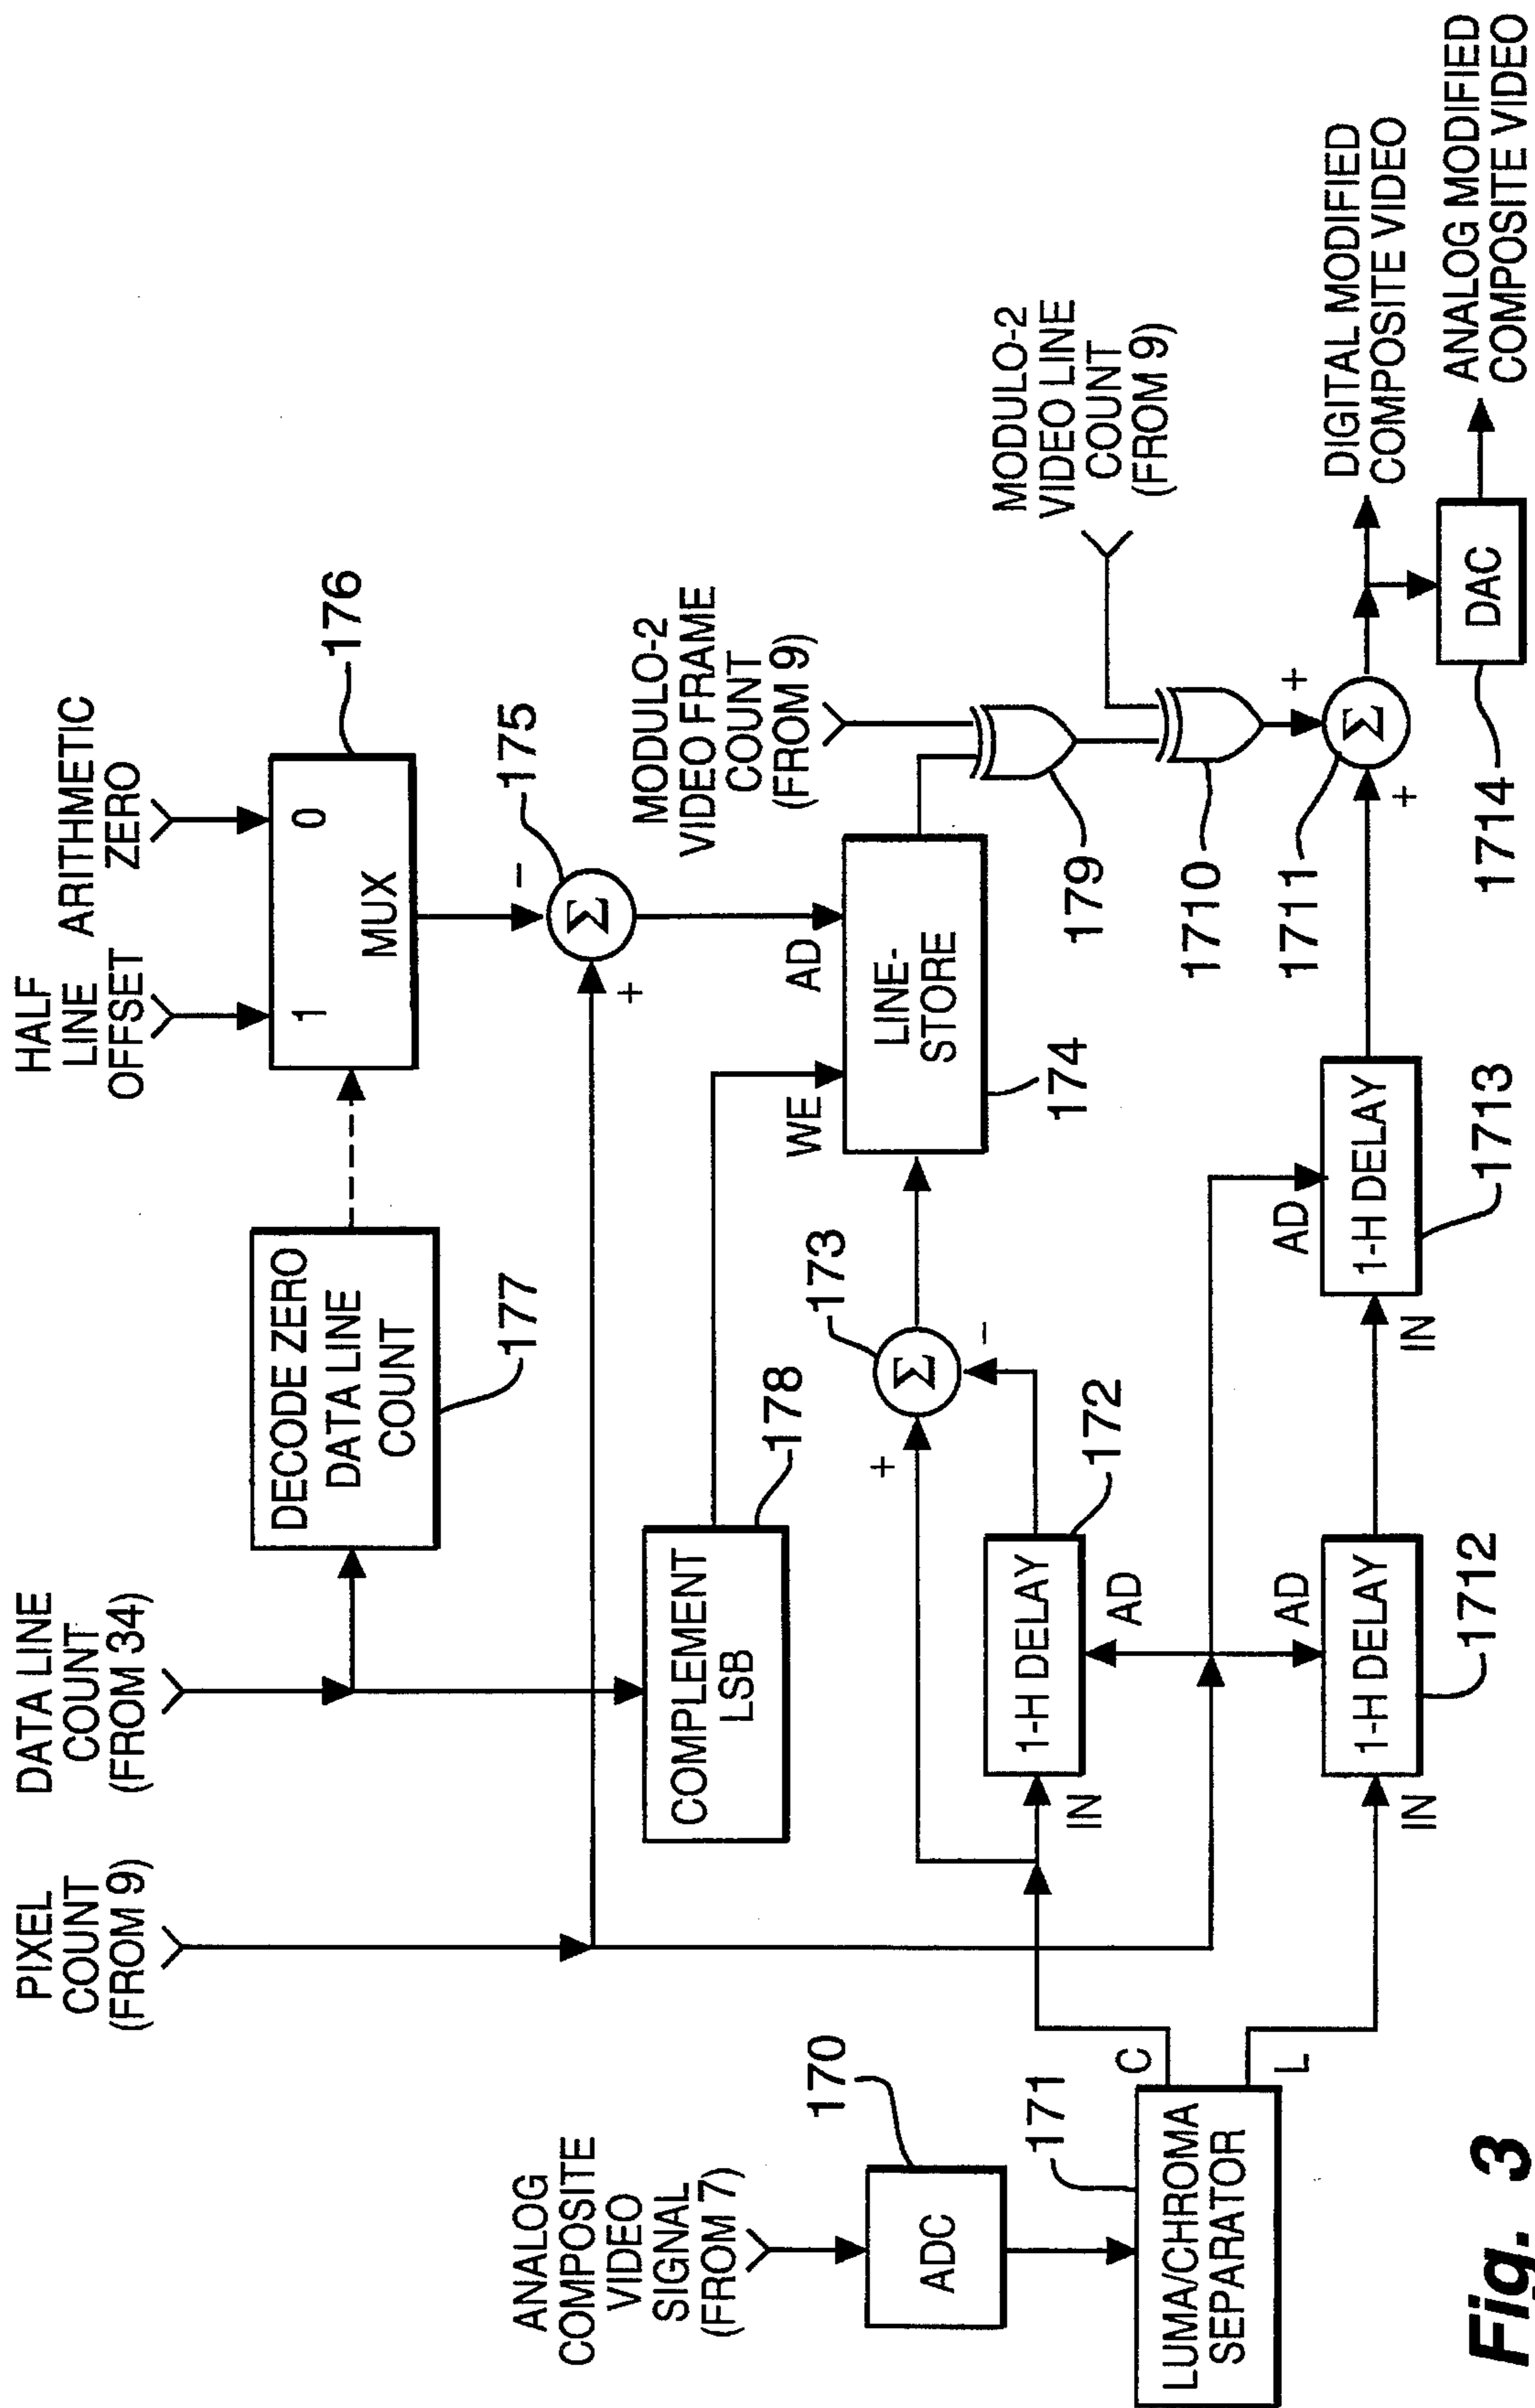 HALF
LINE
OFFSET
ARITHMETIC
ZERO
DATA LINE
COUNT
(FROM 34)
PIXEL
COUNT
(FROM 9)
1
0
MUX
176
DECODE ZERO
DATA LINE
COUNT
177
-
175
Σ
+
MODULO-2
VIDEO FRAME
COUNT
(FROM 9)
COMPLEMENT
LSB
178
WE
AD
LINE-
STORE
174
173
Σ
+
-
179
MODULO-2
VIDEO LINE
COUNT
(FROM 9)
1710
ANALOG
COMPOSITE
VIDEO
SIGNAL
(FROM 7)
170
ADC
171
LUMA/CHROMA
SEPARATOR
C
L
IN
1-H DELAY
172
AD
AD
IN
1-H DELAY
1712
AD
IN
1-H DELAY
1713
+
+
Σ
1711
DIGITAL MODIFIED
COMPOSITE VIDEO
DAC
1714
ANALOG MODIFIED
COMPOSITE VIDEO
Fig. 3